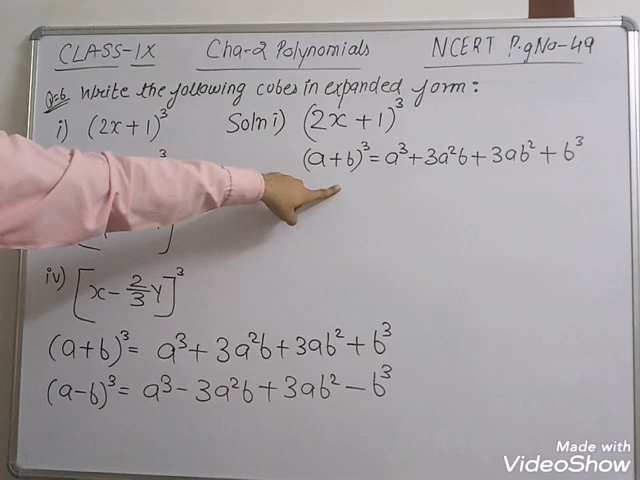 CLASS-IX Cha-2 Polynomials NCERT P.gNo-49
Q=6. Write the following cubes in expanded form:
i) (2x+1)³ Soln i) (2x+1)³
(a+b)³=a³+3a²b+3ab²+b³
iv) [x-2/3 Y]³
(a+b)³= a³+3a²b+3ab²+b³
(a-b)³= a³-3a²b+3ab²-b³
Made with
VideoShow